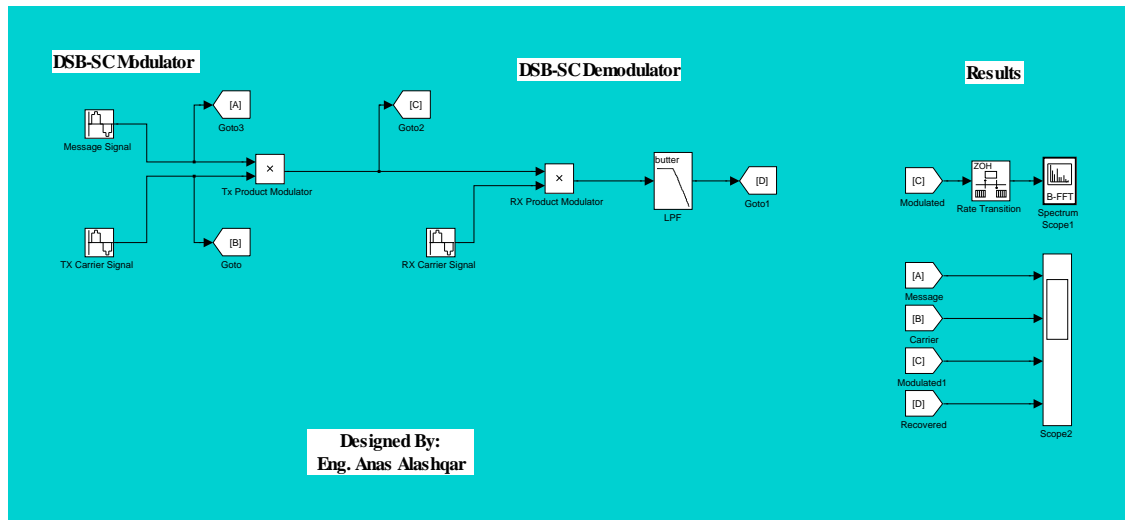 DSB-SC Modulator
DSB-SC Demodulator
Results
[A]
Goto3
[C]
Goto2
Message Signal
×
Tx Product Modulator
×
RX Product Modulator
butter
LPF
[D]
Goto1
TX Carrier Signal
[B]
Goto
RX Carrier Signal
[C]
Modulated
ZOH
Rate Transition
B-FFT
Spectrum
Scope1
[A]
Message
[B]
Carrier
[C]
Modulated1
[D]
Recovered
Scope2
Designed By:
Eng. Anas Alashqar